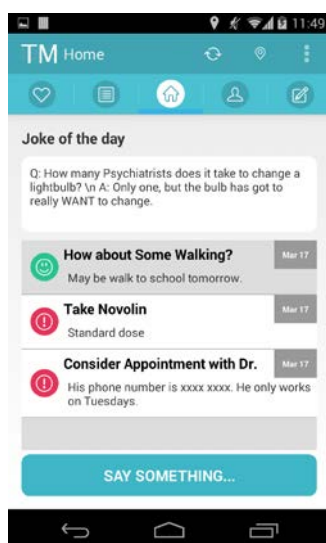 11:49
TM Home
Joke of the day
Q: How many Psychiatrists does it take to change a
lightbulb? \n A: Only one, but the bulb has got to
really WANT to change.
How about Some Walking?
Mar 17
May be walk to school tomorrow.
Take Novolin
Mar 17
Standard dose
Consider Appointment with Dr.
Mar 17
His phone number is xxxx xxxx. He only works
on Tuesdays.
SAY SOMETHING...